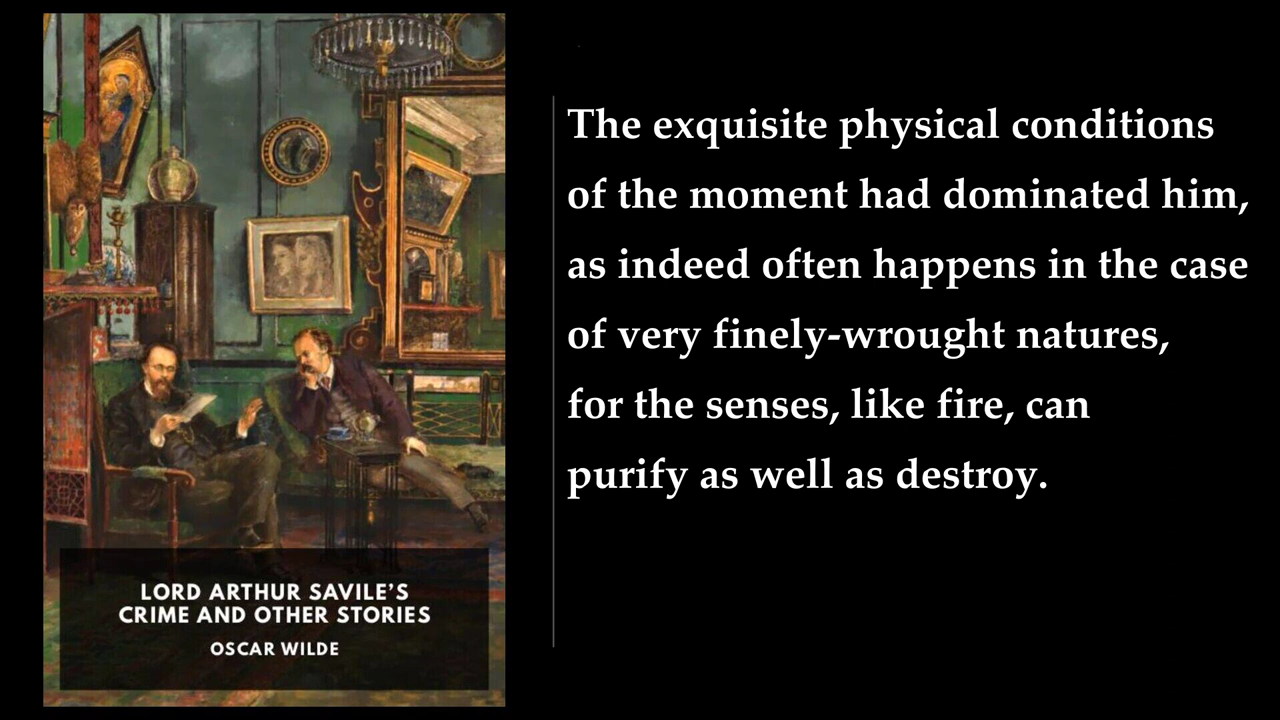 LORD ARTHUR SAVILE’S
CRIME AND OTHER STORIES
OSCAR WILDE
The exquisite physical conditions
of the moment had dominated him,
as indeed often happens in the case
of very finely-wrought natures,
for the senses, like fire, can
purify as well as destroy.